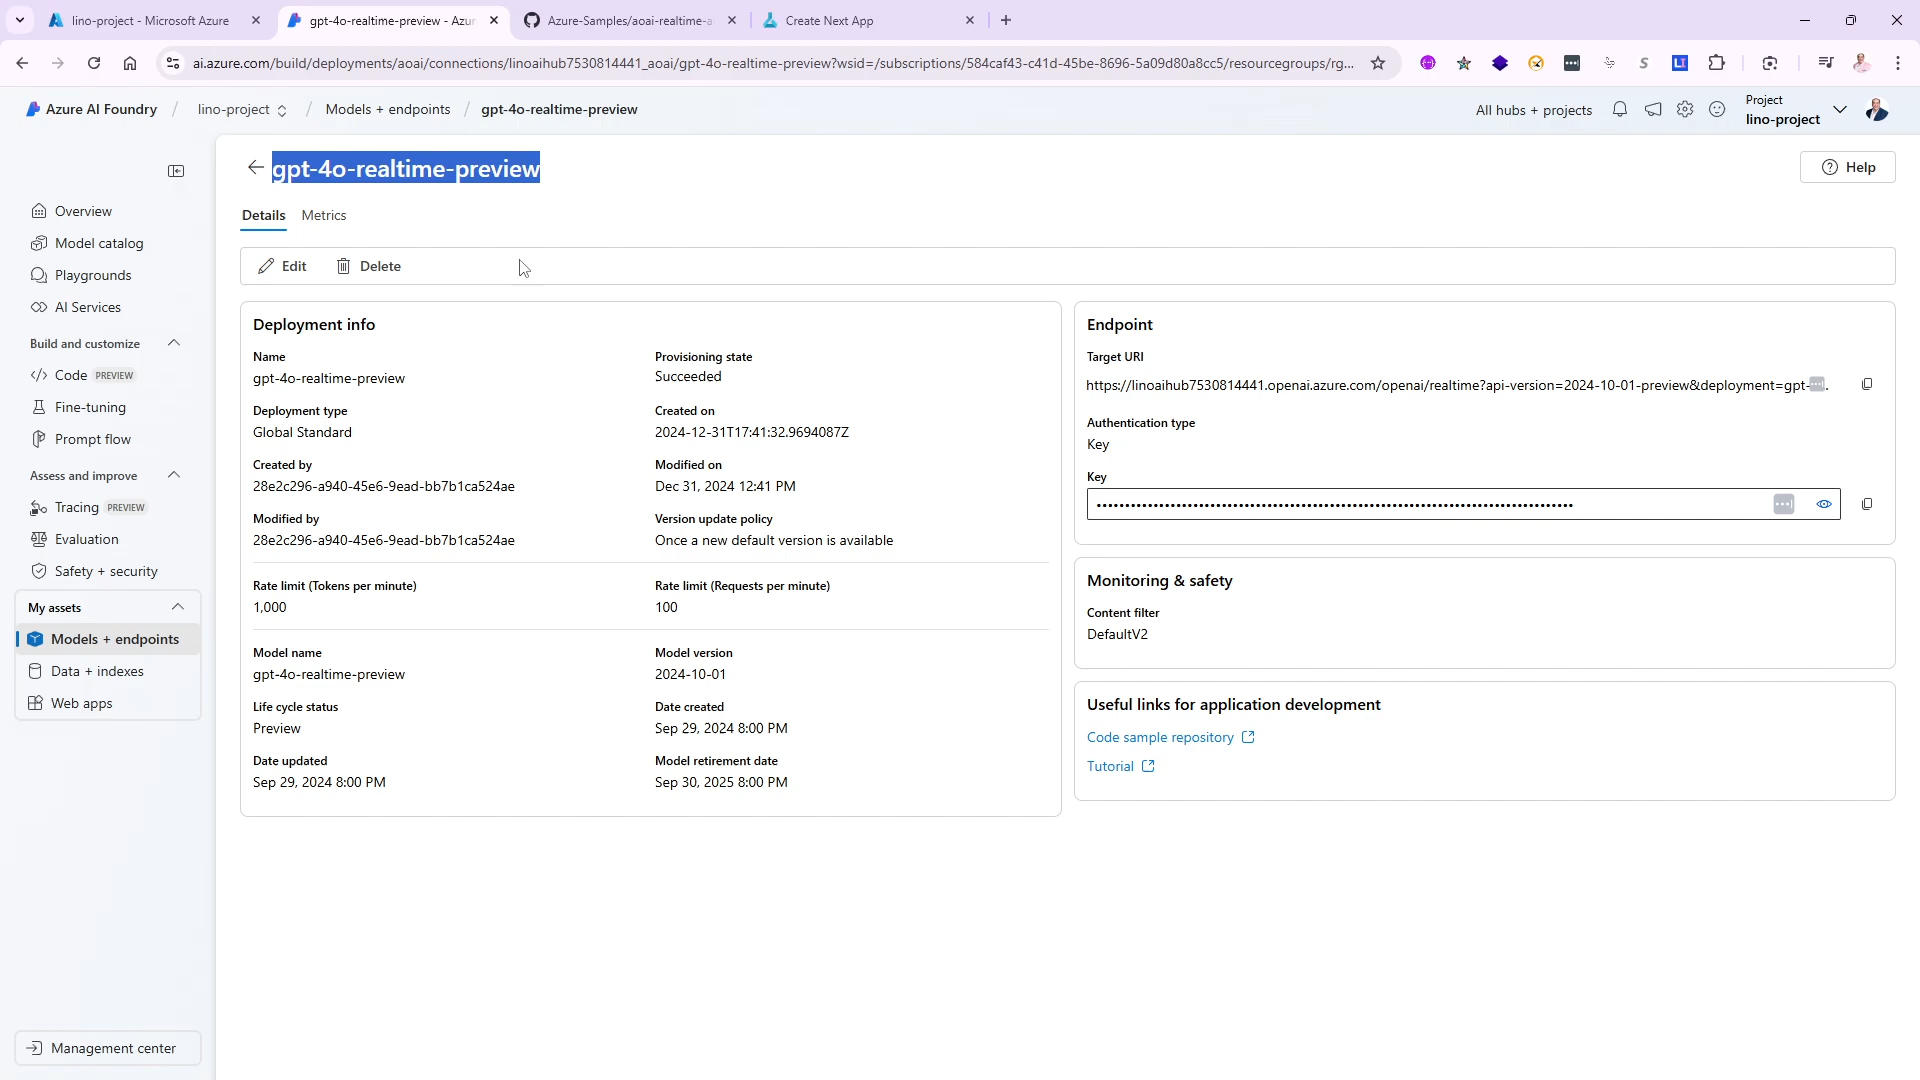 lino-project - Microsoft Azure
gpt-4o-realtime-preview - Azur
Azure-Samples/aoai-realtime-a
Create Next App
ai.azure.com/build/deployments/aoai/connections/linoaihub7530814441_aoai/gpt-4o-realtime-preview?wsid=/subscriptions/584caf43-c41d-45be-8696-5a09d80a8cc5/resourcegroups/rg...
Azure AI Foundry / lino-project / Models + endpoints / gpt-4o-realtime-preview
All hubs + projects
Project
lino-project
gpt-4o-realtime-preview
Help
Details
Metrics
Edit
Delete
Overview
Model catalog
Playgrounds
AI Services
Build and customize
Code PREVIEW
Fine-tuning
Prompt flow
Assess and improve
Tracing PREVIEW
Evaluation
Safety + security
My assets
Models + endpoints
Data + indexes
Web apps
Management center
Deployment info
Name
gpt-4o-realtime-preview
Provisioning state
Succeeded
Deployment type
Global Standard
Created on
2024-12-31T17:41:32.9694087Z
Created by
28e2c296-a940-45e6-9ead-bb7b1ca524ae
Modified on
Dec 31, 2024 12:41 PM
Modified by
28e2c296-a940-45e6-9ead-bb7b1ca524ae
Version update policy
Once a new default version is available
Rate limit (Tokens per minute)
1,000
Rate limit (Requests per minute)
100
Model name
gpt-4o-realtime-preview
Model version
2024-10-01
Life cycle status
Preview
Date created
Sep 29, 2024 8:00 PM
Date updated
Sep 29, 2024 8:00 PM
Model retirement date
Sep 30, 2025 8:00 PM
Endpoint
Target URI
https://linoaihub7530814441.openai.azure.com/openai/realtime?api-version=2024-10-01-preview&deployment=gpt-
Authentication type
Key
Key
Monitoring & safety
Content filter
DefaultV2
Useful links for application development
Code sample repository
Tutorial